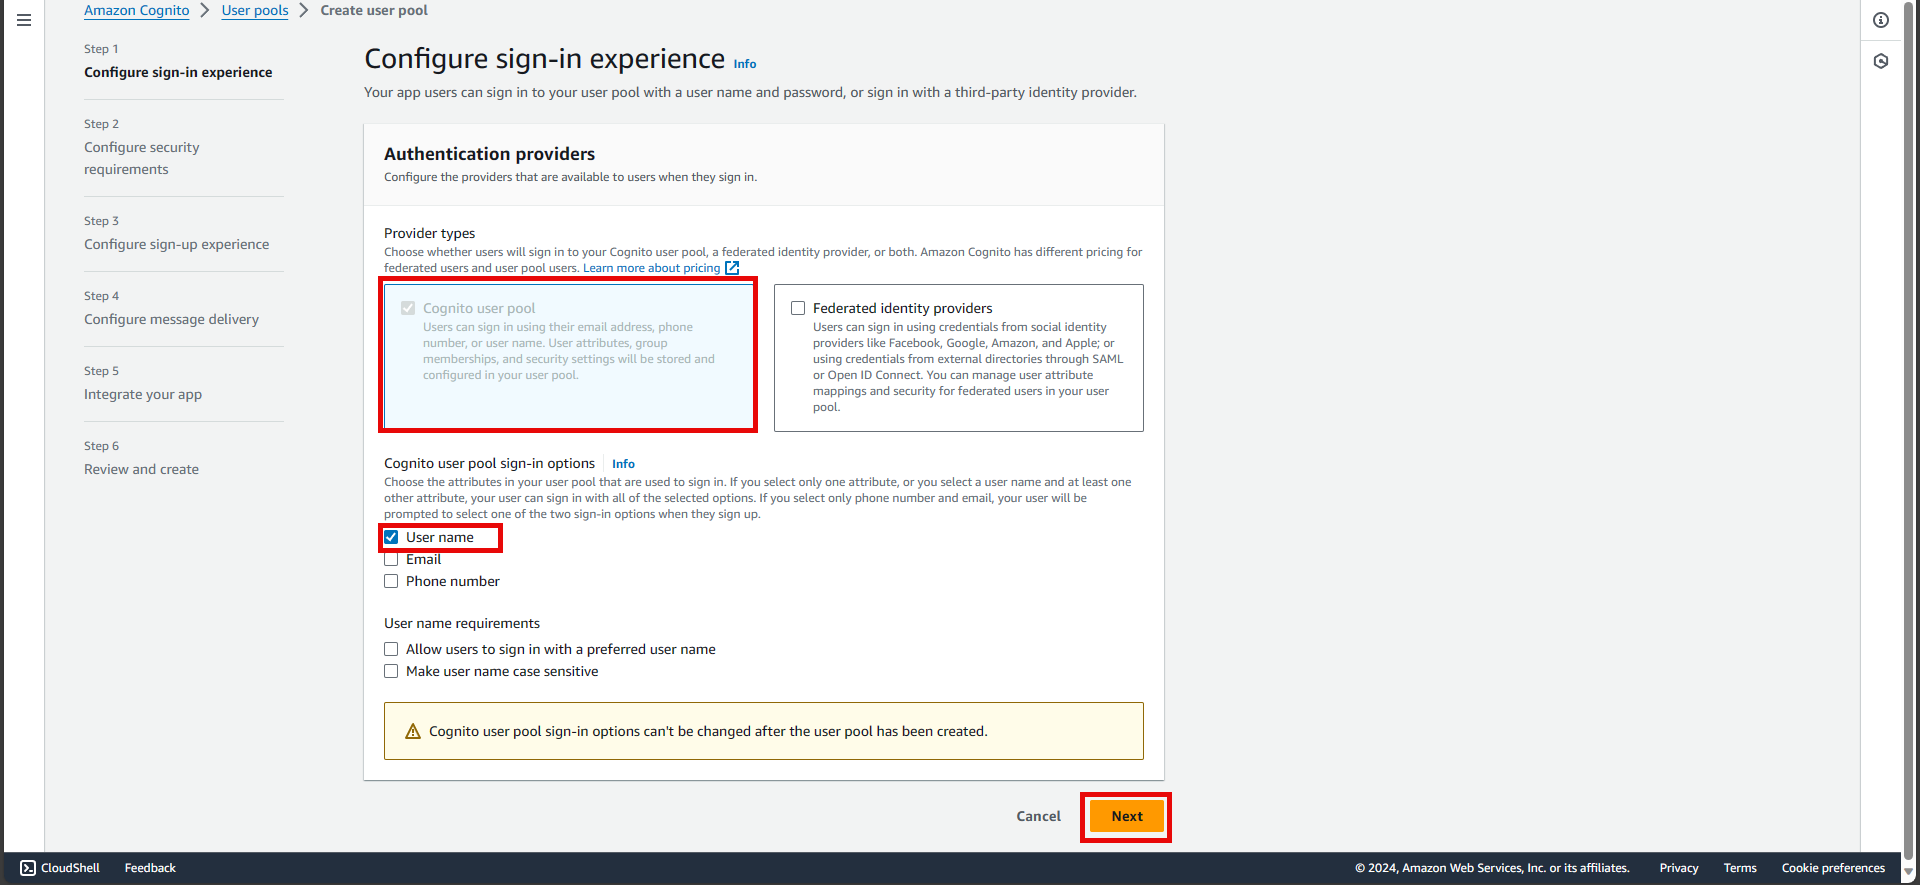 Amazon Cognito > User pools > Create user pool
Step 1
Configure sign-in experience
Step 2
Configure security
requirements
Step 3
Configure sign-up experience
Step 4
Configure message delivery
Step 5
Integrate your app
Step 6
Review and create
Configure sign-in experience Info
Your app users can sign in to your user pool with a user name and password, or sign in with a third-party identity provider.
Authentication providers
Configure the providers that are available to users when they sign in.
Provider types
Choose whether users will sign in to your Cognito user pool, a federated identity provider, or both. Amazon Cognito has different pricing for
federated users and user pool users. Learn more about pricing
Cognito user pool
Users can sign in using their email address, phone
number, or user name. User attributes, group
memberships, and security settings will be stored and
configured in your user pool.
Federated identity providers
Users can sign in using credentials from social identity
providers like Facebook, Google, Amazon, and Apple; or
using credentials from external directories through SAML
or Open ID Connect. You can manage user attribute
mappings and security for federated users in your user
pool.
Cognito user pool sign-in options Info
Choose the attributes in your user pool that are used to sign in. If you select only one attribute, or you select a user name and at least one
other attribute, your user can sign in with all of the selected options. If you select only phone number and email, your user will be
prompted to select one of the two sign-in options when they sign up.
User name
Email
Phone number
User name requirements
Allow users to sign in with a preferred user name
Make user name case sensitive
Cognito user pool sign-in options can't be changed after the user pool has been created.
Cancel Next
CloudShell Feedback © 2024, Amazon Web Services, Inc. or its affiliates. Privacy Terms Cookie preferences